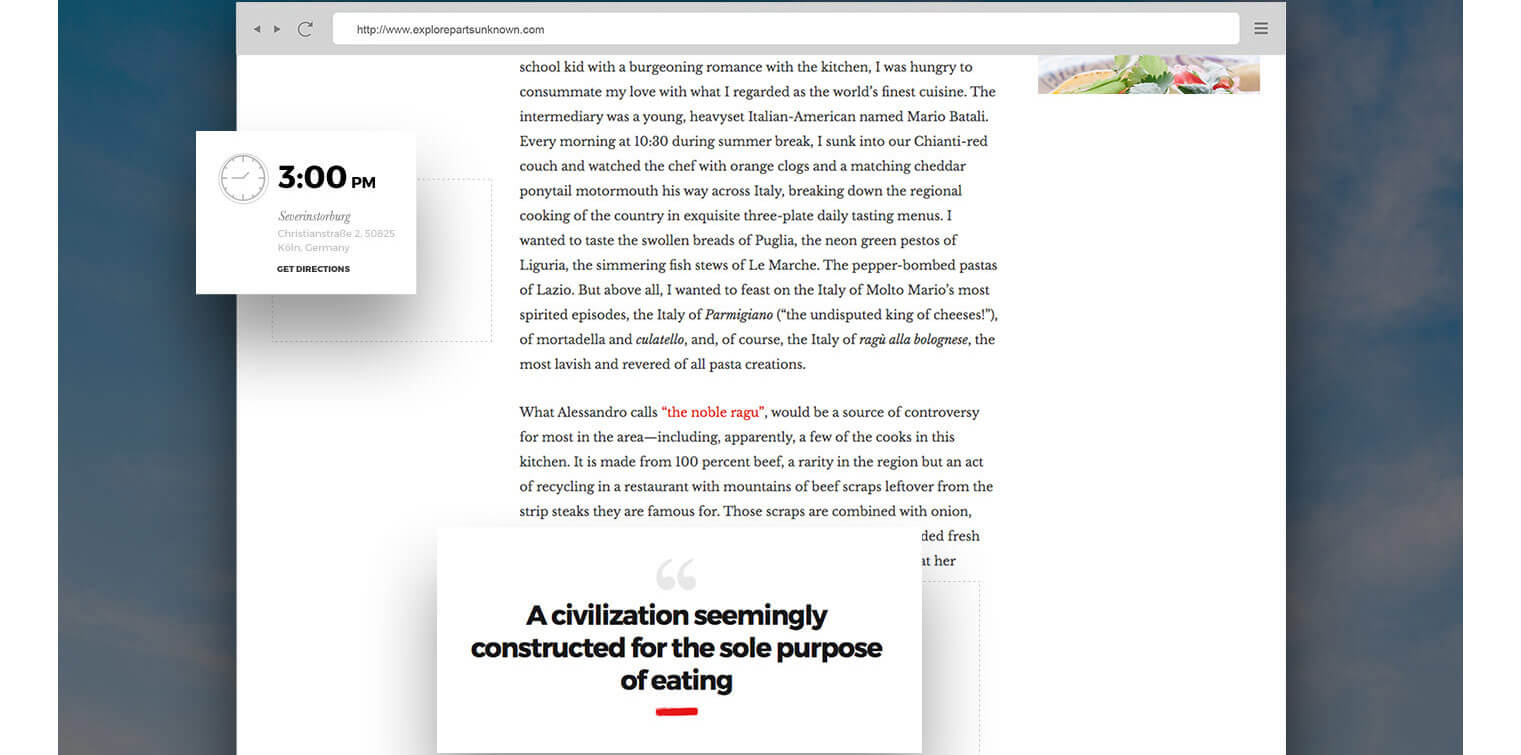 http://www.explorepartsunknown.com
school kid with a burgeoning romance with the kitchen, I was hungry to
consummate my love with what I regarded as the world’s finest cuisine. The
intermediary was a young, heavyset Italian-American named Mario Batali.
Every morning at 10:30 during summer break, I sunk into our Chianti-red
couch and watched the chef with orange clogs and a matching cheddar
ponytail motormouth his way across Italy, breaking down the regional
cooking of the country in exquisite three-plate daily tasting menus. I
wanted to taste the swollen breads of Puglia, the neon green pestos of
Liguria, the simmering fish stews of Le Marche. The pepper-bombed pastas
of Lazio. But above all, I wanted to feast on the Italy of Molto Mario’s most
spirited episodes, the Italy of Parmigiano (“the undisputed king of cheeses!”),
of mortadella and culatello, and, of course, the Italy of ragù alla bolognese, the
most lavish and revered of all pasta creations.
3:00 PM
Severinstorburg
Christianstraße 2, 50825
Köln, Germany
GET DIRECTIONS
What Alessandro calls “the noble ragu”, would be a source of controversy
for most in the area—including, apparently, a few of the cooks in this
kitchen. It is made from 100 percent beef, a rarity in the region but an act
of recycling in a restaurant with mountains of beef scraps leftover from the
strip steaks they are famous for. Those scraps are combined with onion,
ded fresh
at her
“
A civilization seemingly
constructed for the sole purpose
of eating